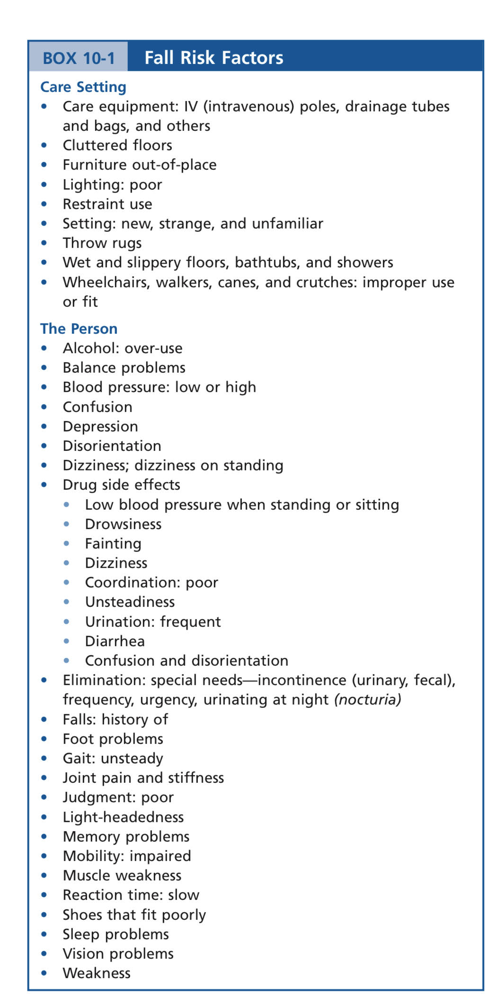 BOX 10-1 Fall Risk Factors
Care Setting
• Care equipment: IV (intravenous) poles, drainage tubes
and bags, and others
• Cluttered floors
• Furniture out-of-place
• Lighting: poor
• Restraint use
• Setting: new, strange, and unfamiliar
• Throw rugs
• Wet and slippery floors, bathtubs, and showers
• Wheelchairs, walkers, canes, and crutches: improper use
or fit
The Person
• Alcohol: over-use
• Balance problems
• Blood pressure: low or high
• Confusion
• Depression
• Disorientation
• Dizziness; dizziness on standing
• Drug side effects
• Low blood pressure when standing or sitting
• Drowsiness
• Fainting
• Dizziness
• Coordination: poor
• Unsteadiness
• Urination: frequent
• Diarrhea
• Confusion and disorientation
• Elimination: special needs—incontinence (urinary, fecal),
frequency, urgency, urinating at night (nocturia)
• Falls: history of
• Foot problems
• Gait: unsteady
• Joint pain and stiffness
• Judgment: poor
• Light-headedness
• Memory problems
• Mobility: impaired
• Muscle weakness
• Reaction time: slow
• Shoes that fit poorly
• Sleep problems
• Vision problems
• Weakness